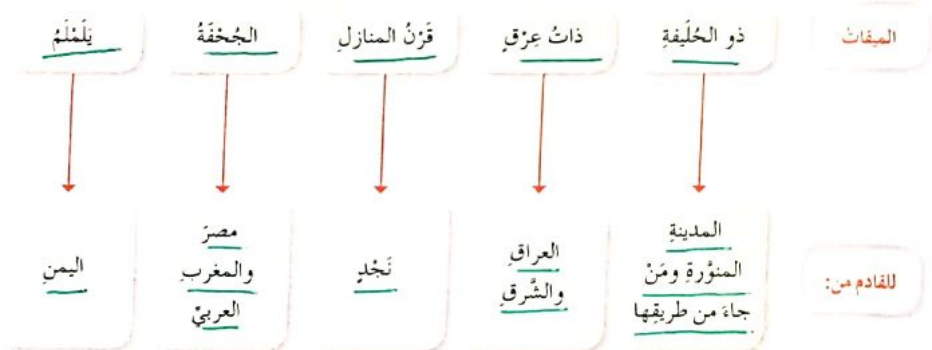 الميقاتُ
ذو الحُلَيفةِ
ذاتُ عِرْقٍ
قَرْنُ المنازلِ
الجُحْفَةُ
يَلَمْلَمُ
للقادمِ من:
المدينةِ
المنوَّرةِ ومَنْ
جاءَ من طريقِها
العراقِ
والشَّرقِ
نَجْدٍ
مصرَ
والمغربِ
العربيِّ
اليمنِ